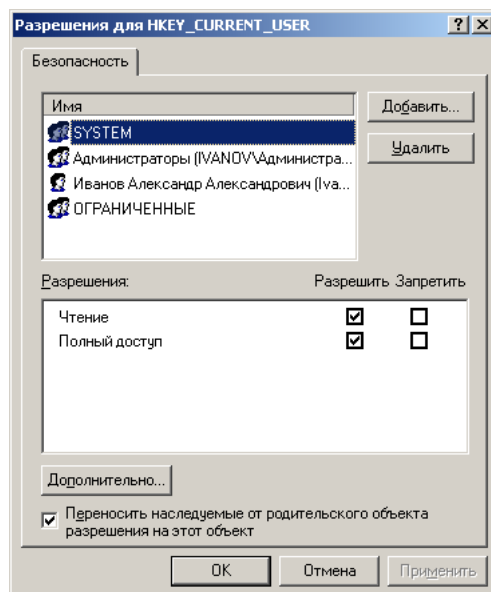 Разрешения для HKEY_CURRENT_USER
Безопасность
Имя
SYSTEM
Администраторы (IVANOV\Администра...
Иванов Александр Александрович (Iva...
ОГРАНИЧЕННЫЕ
Добавить...
Удалить
Разрешения: Разрешить Запретить
Чтение
Полный доступ
Дополнительно...
Переносить наследуемые от родительского объекта
разрешения на этот объект
OK Отмена Применить